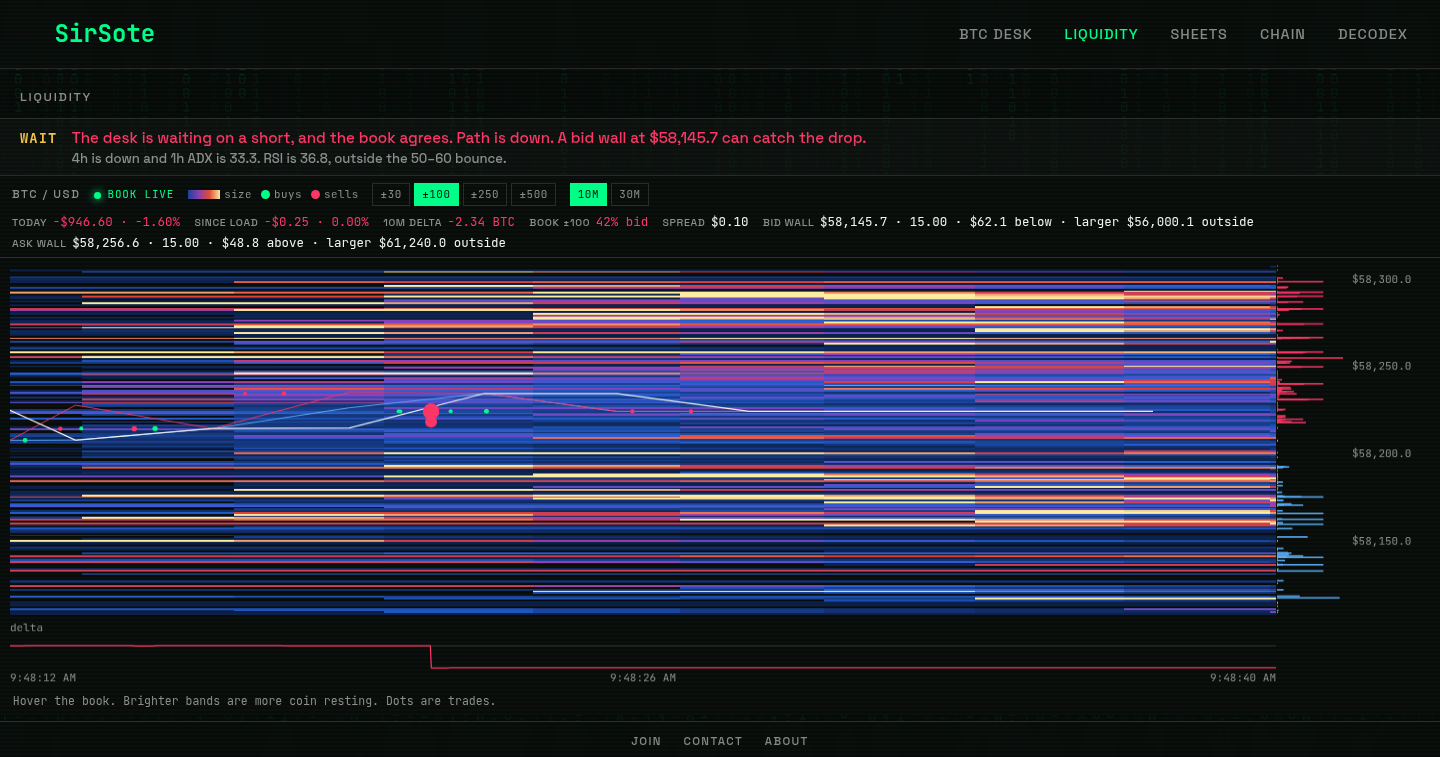 SirSote
BTC DESK LIQUIDITY SHEETS CHAIN DECODEX
LIQUIDITY
WAIT The desk is waiting on a short, and the book agrees. Path is down. A bid wall at $58,145.7 can catch the drop.
4h is down and 1h ADX is 33.3. RSI is 36.8, outside the 50–60 bounce.
BTC / USD BOOK LIVE size buys sells ±30 ±100 ±250 ±500 10M 30M
TODAY -$946.60 · -1.60% SINCE LOAD -$0.25 · 0.00% 10M DELTA -2.34 BTC BOOK ±100 42% bid SPREAD $0.10 BID WALL $58,145.7 · 15.00 · $62.1 below · larger $56,000.1 outside
ASK WALL $58,256.6 · 15.00 · $48.8 above · larger $61,240.0 outside
$58,300.0
$58,250.0
$58,200.0
$58,150.0
delta
9:48:12 AM 9:48:26 AM 9:48:40 AM
Hover the book. Brighter bands are more coin resting. Dots are trades.
JOIN CONTACT ABOUT